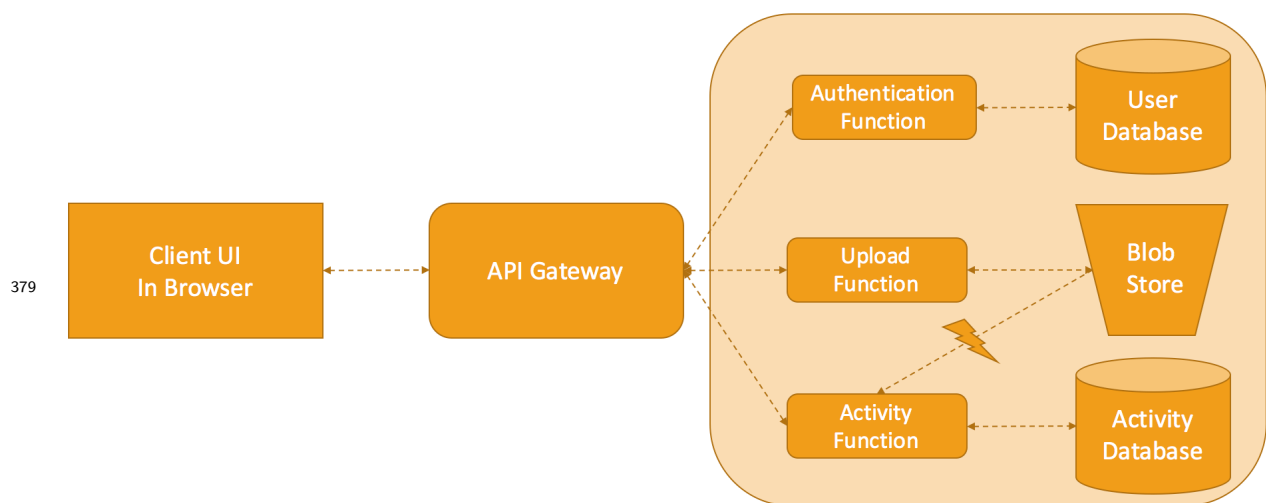 Authentication
Function
User
Database
Client UI
In Browser
API Gateway
Upload
Function
Blob
Store
379
Activity
Function
Activity
Database